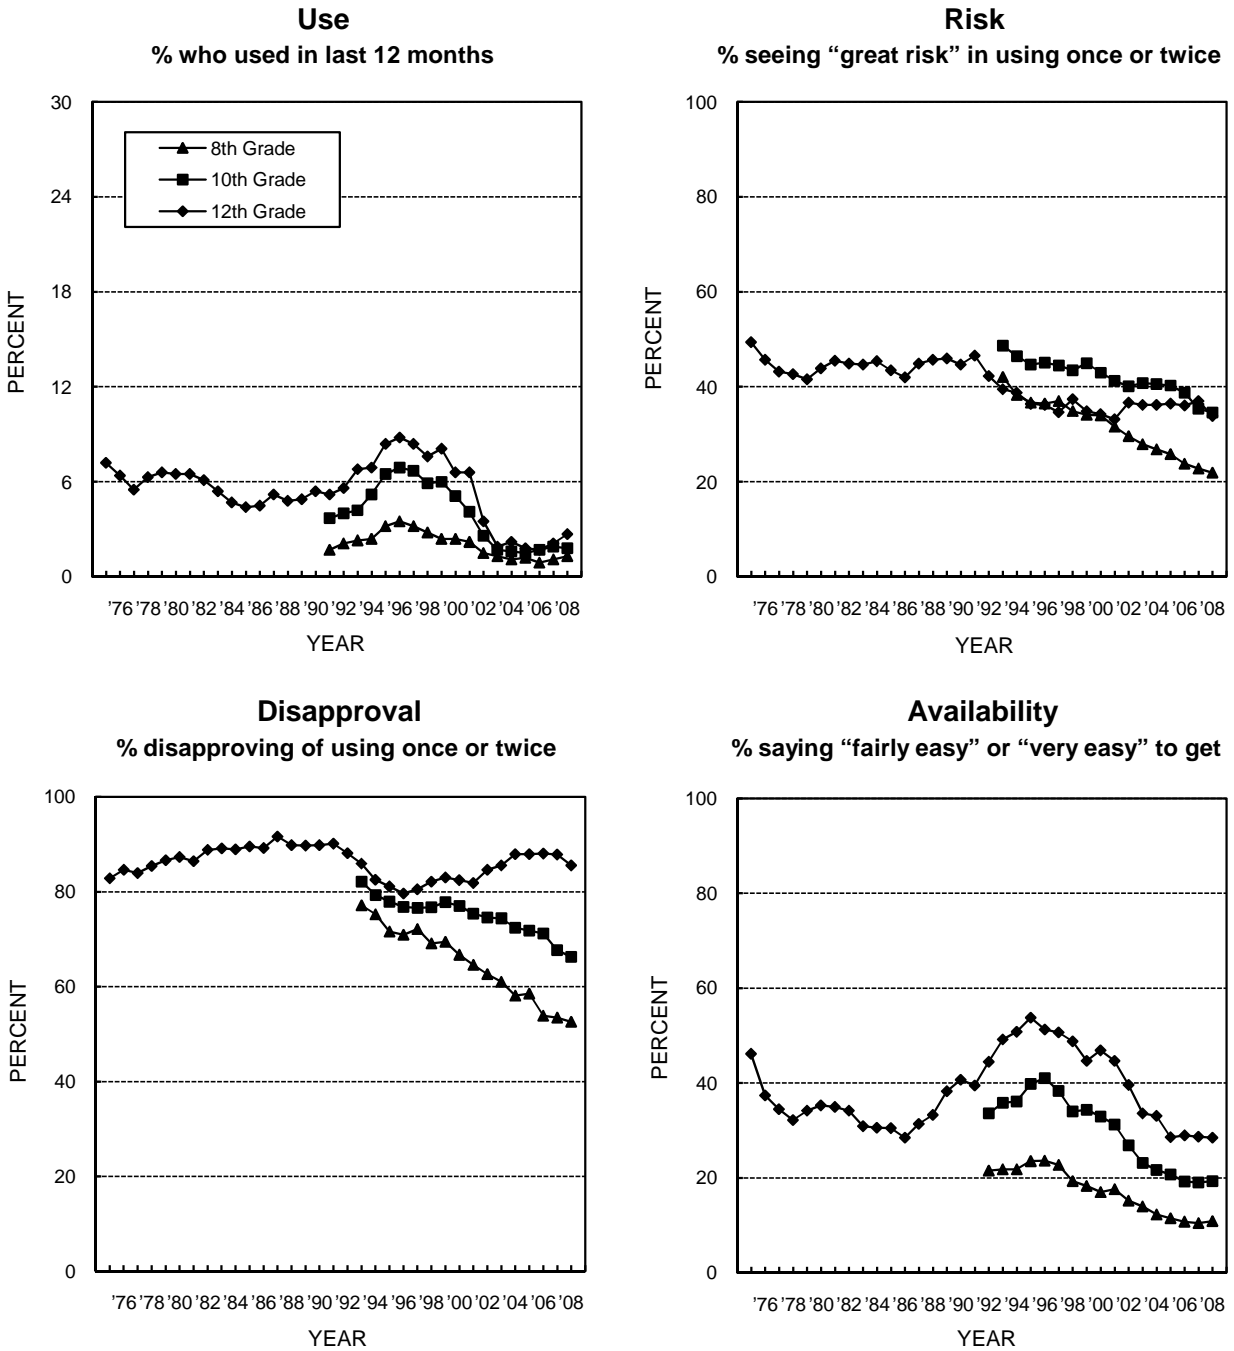 Use
% who used in last 12 months
30
24
18
12
6
0
PERCENT
8th Grade
10th Grade
12th Grade
’76 ’78 ’80 ’82 ’84 ’86 ’88 ’90 ’92 ’94 ’96 ’98 ’00 ’02 ’04 ’06 ’08
YEAR
Risk
% seeing “great risk” in using once or twice
100
80
60
40
20
0
PERCENT
’76 ’78 ’80 ’82 ’84 ’86 ’88 ’90 ’92 ’94 ’96 ’98 ’00 ’02 ’04 ’06 ’08
YEAR
Disapproval
% disapproving of using once or twice
100
80
60
40
20
0
PERCENT
’76 ’78 ’80 ’82 ’84 ’86 ’88 ’90 ’92 ’94 ’96 ’98 ’00 ’02 ’04 ’06 ’08
YEAR
Availability
% saying “fairly easy” or “very easy” to get
100
80
60
40
20
0
PERCENT
’76 ’78 ’80 ’82 ’84 ’86 ’88 ’90 ’92 ’94 ’96 ’98 ’00 ’02 ’04 ’06 ’08
YEAR